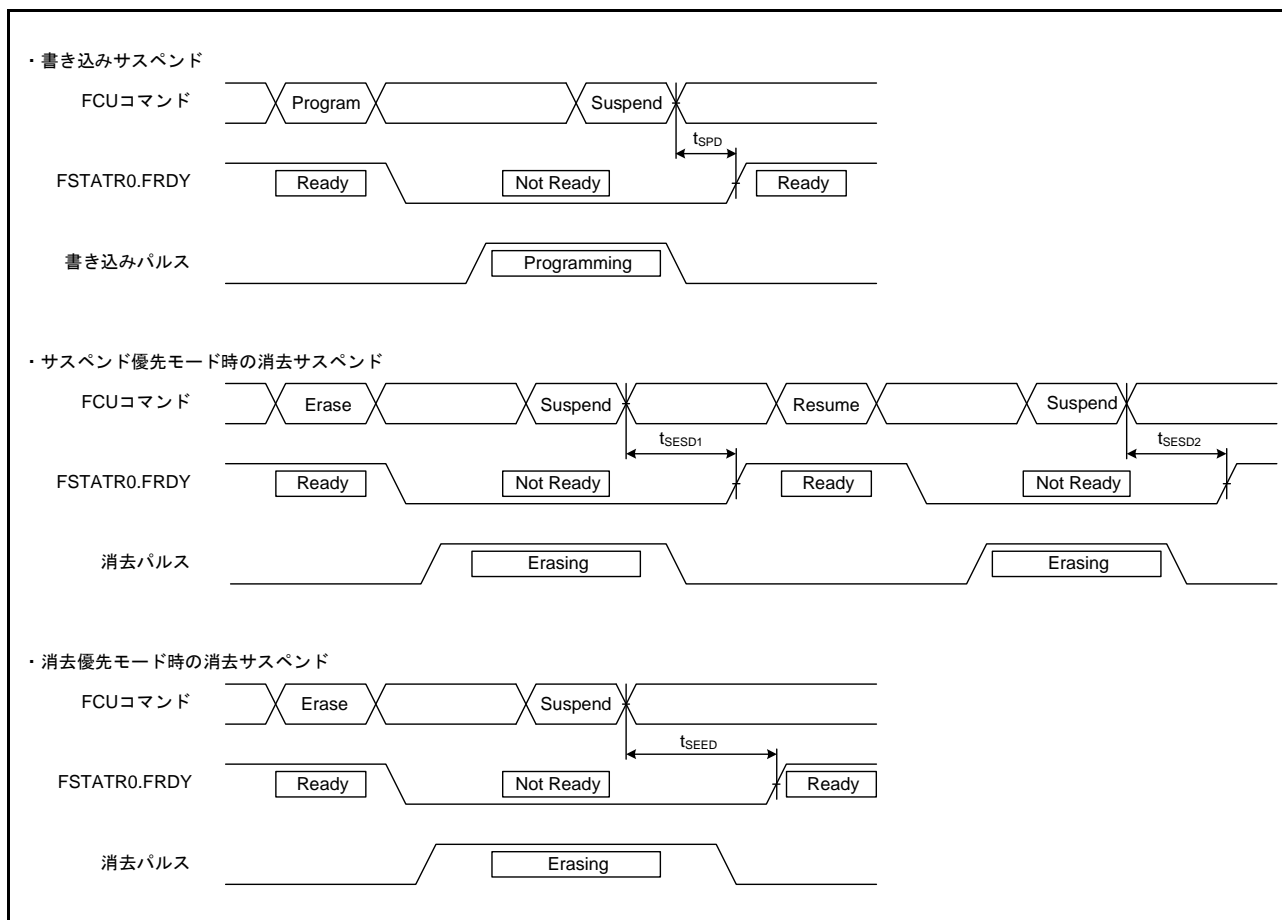 ・書き込みサスペンド
FCUコマンド Program Suspend
tSPD
FSTATR0.FRDY Ready Not Ready Ready
書き込みパルス Programming
・サスペンド優先モード時の消去サスペンド
FCUコマンド Erase Suspend Resume Suspend
tSESD1 tSESD2
FSTATR0.FRDY Ready Not Ready Ready Not Ready
消去パルス Erasing Erasing
・消去優先モード時の消去サスペンド
FCUコマンド Erase Suspend
tSEED
FSTATR0.FRDY Ready Not Ready Ready
消去パルス Erasing